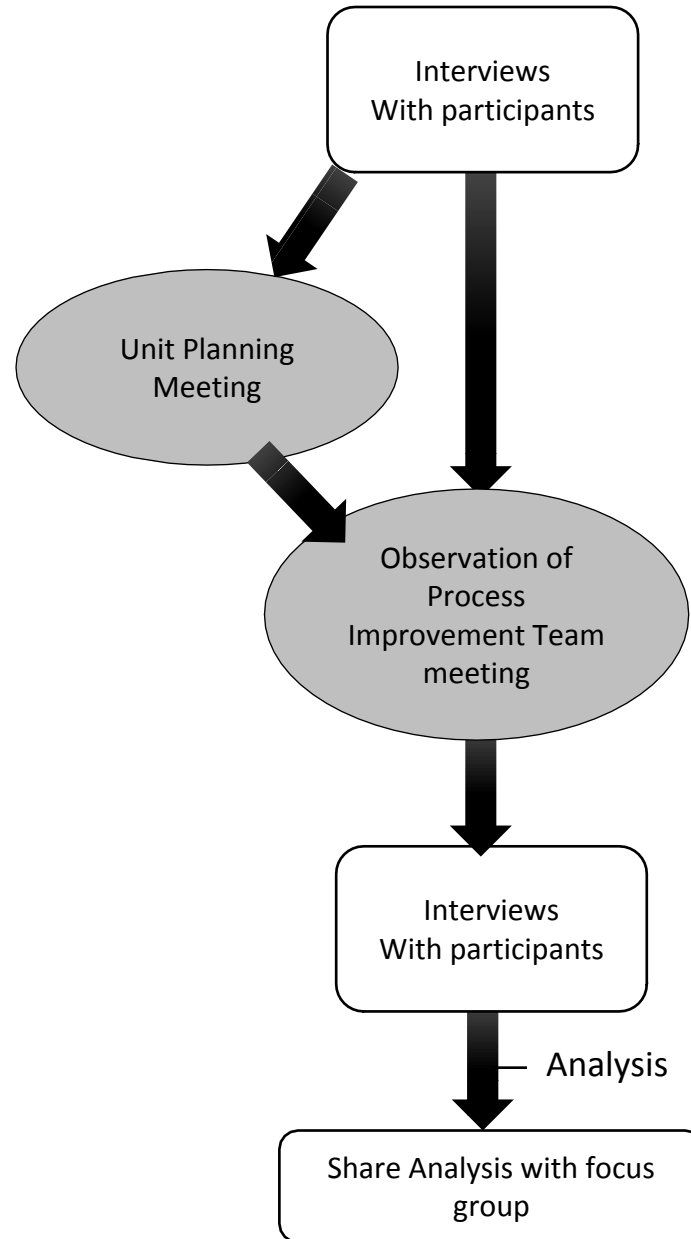 Interviews
With participants
Unit Planning
Meeting
Observation of
Process
Improvement Team
meeting
Interviews
With participants
Analysis
Share Analysis with focus
group